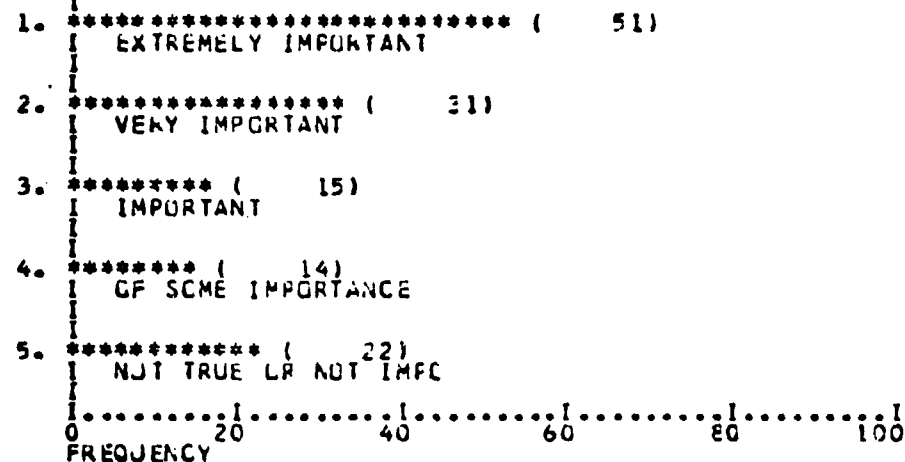 1. **************************** ( 51)
I EXTREMELY IMPORTANT
I
I
2. ***************** ( 31)
I VERY IMPORTANT
I
I
3. ********* ( 15)
I IMPORTANT
I
I
4. ******** ( 14)
I OF SOME IMPORTANCE
I
I
5. ************ ( 22)
I NOT TRUE OR NOT IMPO
I
I.........I.........I.........I.........I.........I
0 20 40 60 80 100
FREQUENCY